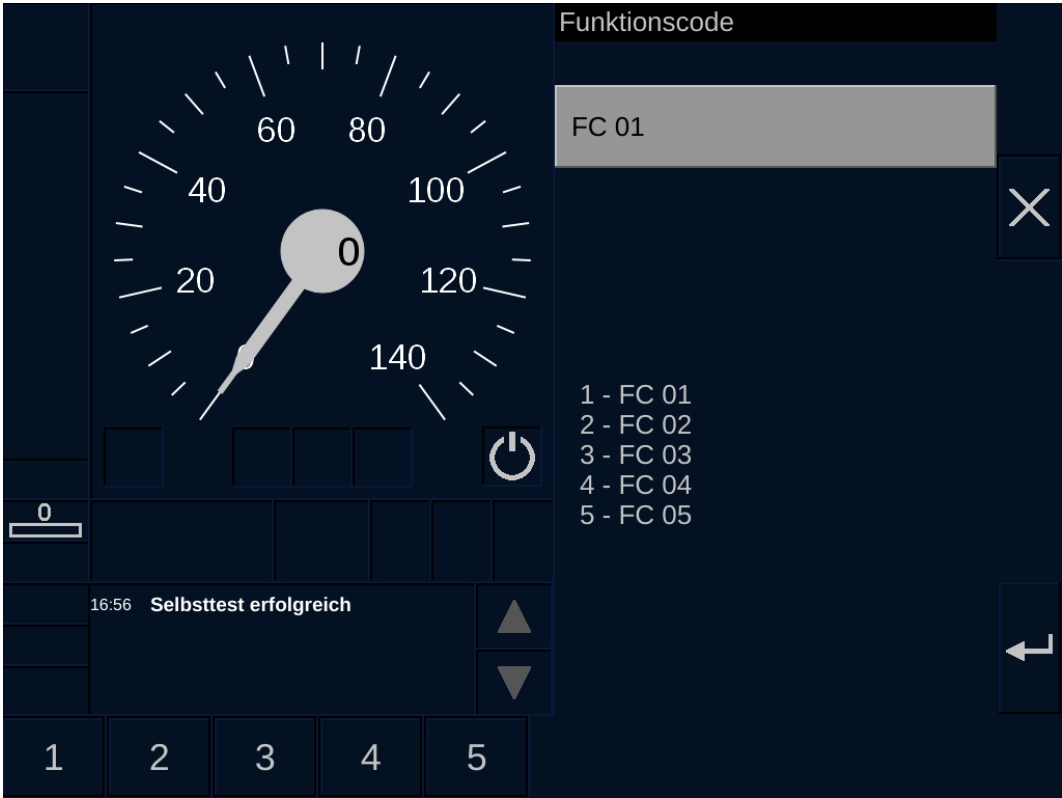 Funktionscode
FC 01
60 80
40 100
0
20 120
0 140
1 - FC 01
2 - FC 02
3 - FC 03
4 - FC 04
5 - FC 05
0
16:56 Selbsttest erfolgreich
1 2 3 4 5